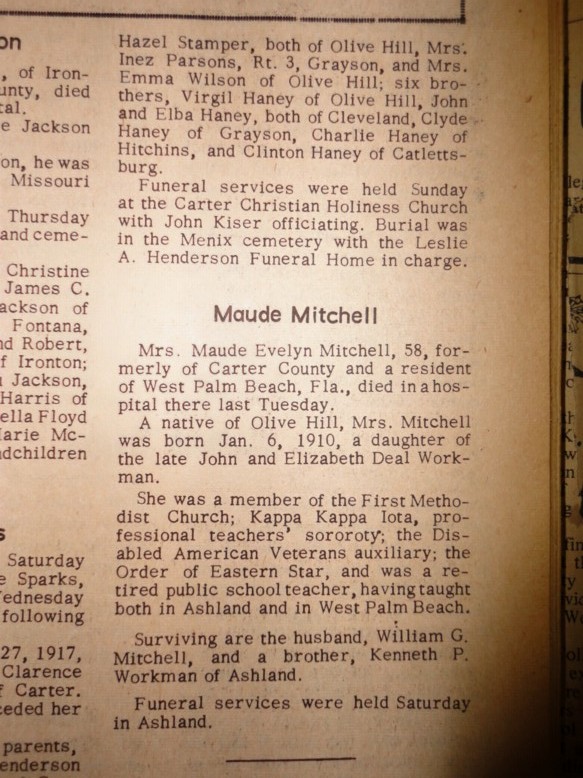 on
, of Iron-
unty, died
tal.
e Jackson
on, he was
Missouri
Thursday
and ceme-
Christine
James C.
ackson of
Fontana,
nd Robert,
f Ironton;
Jackson,
Harris of
ella Floyd
Marie Mc-
ndchildren
s
Saturday
e Sparks,
Wednesday
following
27, 1917,
Clarence
f Carter.
ceded her
parents,
enderson
Hazel Stamper, both of Olive Hill, Mrs.
Inez Parsons, Rt. 3, Grayson, and Mrs.
Emma Wilson of Olive Hill; six bro-
thers, Virgil Haney of Olive Hill, John
and Elba Haney, both of Cleveland, Clyde
Haney of Grayson, Charlie Haney of
Hitchins, and Clinton Haney of Catletts-
burg.
Funeral services were held Sunday
at the Carter Christian Holiness Church
with John Kiser officiating. Burial was
in the Menix cemetery with the Leslie
A. Henderson Funeral Home in charge.
Maude Mitchell
Mrs. Maude Evelyn Mitchell, 58, for-
merly of Carter County and a resident
of West Palm Beach, Fla., died in a hos-
pital there last Tuesday.
A native of Olive Hill, Mrs. Mitchell
was born Jan. 6, 1910, a daughter of
the late John and Elizabeth Deal Work-
man.
She was a member of the First Metho-
dist Church; Kappa Kappa Iota, pro-
fessional teachers' sororoty; the Dis-
abled American Veterans auxiliary; the
Order of Eastern Star, and was a re-
tired public school teacher, having taught
both in Ashland and in West Palm Beach.
Surviving are the husband, William G.
Mitchell, and a brother, Kenneth P.
Workman of Ashland.
Funeral services were held Saturday
in Ashland.